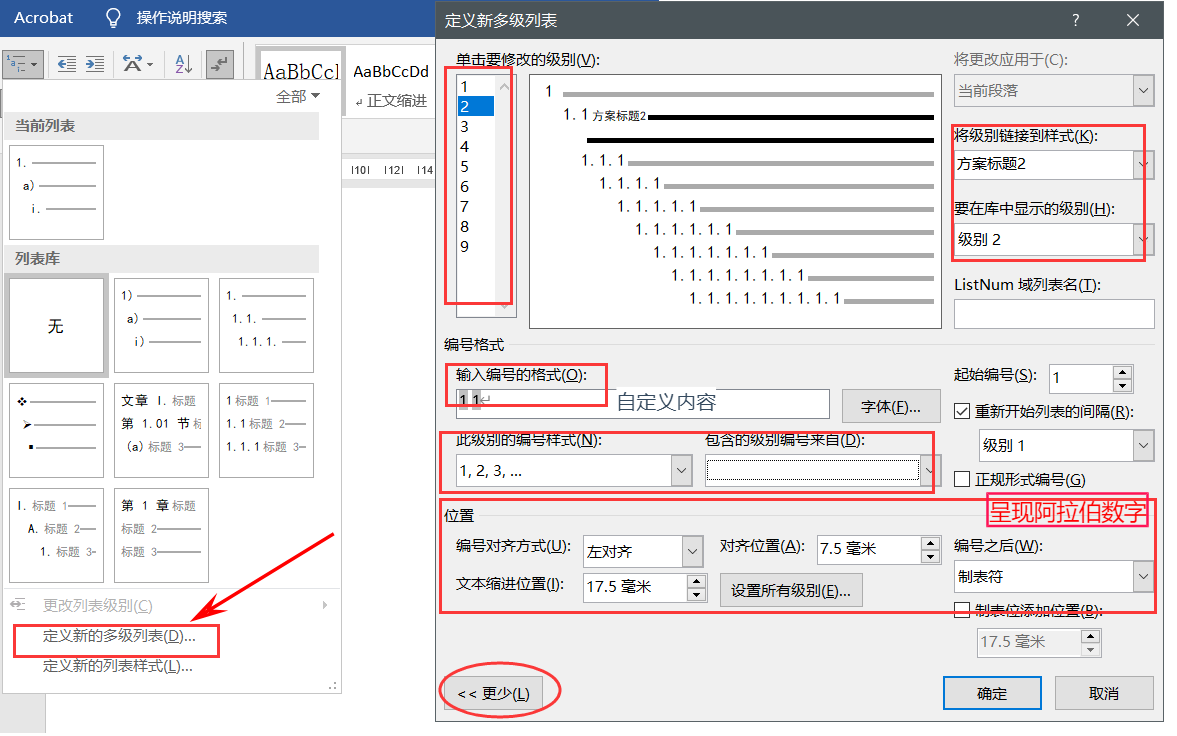 Acrobat 操作说明搜索
AaBbCcI AaBbCcDd
↲正文缩进
全部
当前列表
1.
a)
i.
列表库
无
1)
a)
i)
1.
1.1.
1.1.1.
❖
➢
▪
文章 I. 标题
第 1.01 节 标
(a) 标题 3
1 标题 1
1.1 标题 2
1.1.1 标题 3
I. 标题 1
A. 标题 2
1. 标题 3
第 1 章 标题
标题 2
标题 3
更改列表级别(C)
定义新的多级列表(D)...
定义新的列表样式(L)...
|10| |12| |14
定义新多级列表 ?
单击要修改的级别(V):
1
2
3
4
5
6
7
8
9
1
1.1 方案标题2
1.1.1
1.1.1.1
1.1.1.1.1
1.1.1.1.1.1
1.1.1.1.1.1.1
1.1.1.1.1.1.1.1
1.1.1.1.1.1.1.1.1
将更改应用于(C):
当前段落
将级别链接到样式(K):
方案标题2
要在库中显示的级别(H):
级别 2
ListNum 域列表名(T):
编号格式
输入编号的格式(O):
1.1↵ 自定义内容
字体(F)...
起始编号(S): 1
重新开始列表的间隔(R):
级别 1
此级别的编号样式(N): 包含的级别编号来自(D):
1, 2, 3, ...
正规形式编号(G)
呈现阿拉伯数字
位置
编号对齐方式(U): 左对齐 对齐位置(A): 7.5 毫米 编号之后(W):
制表符
文本缩进位置(I): 17.5 毫米 设置所有级别(E)...
制表位添加位置(B):
17.5 毫米
<< 更少(L) 确定 取消